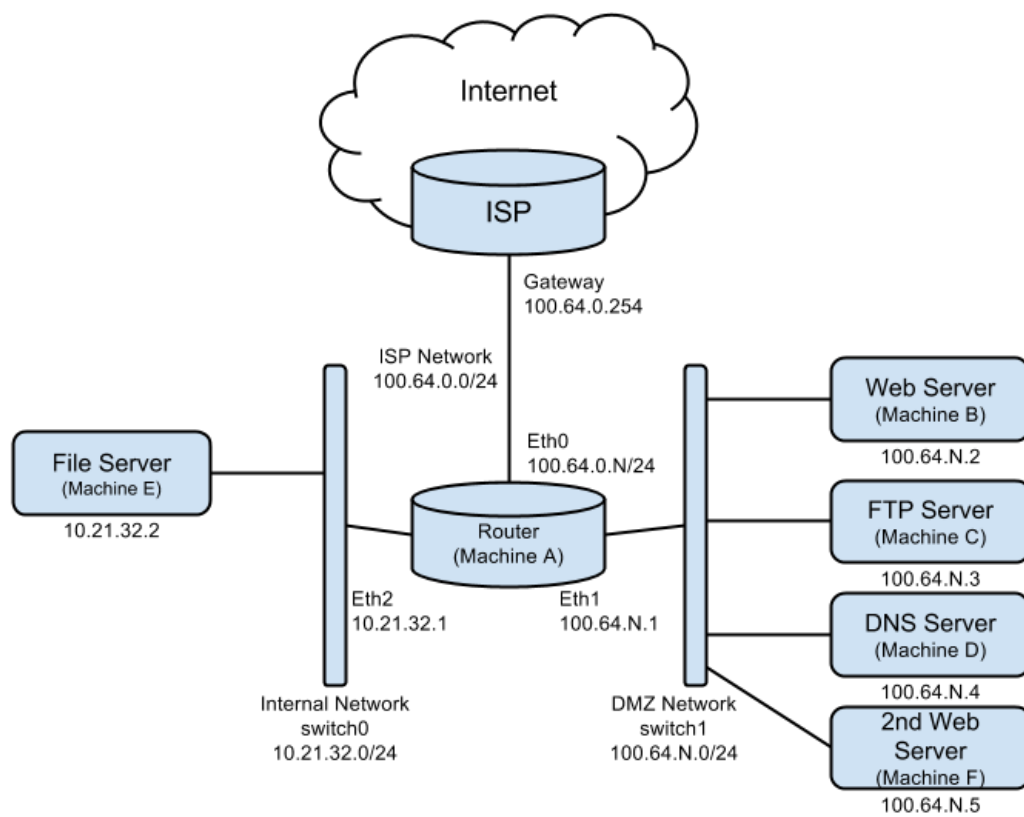 Internet
ISP
Gateway
100.64.0.254
ISP Network
100.64.0.0/24
Eth0
100.64.0.N/24
File Server
(Machine E)
10.21.32.2
Router
(Machine A)
Eth2
10.21.32.1
Eth1
100.64.N.1
Internal Network
switch0
10.21.32.0/24
DMZ Network
switch1
100.64.N.0/24
Web Server
(Machine B)
100.64.N.2
FTP Server
(Machine C)
100.64.N.3
DNS Server
(Machine D)
100.64.N.4
2nd Web
Server
(Machine F)
100.64.N.5